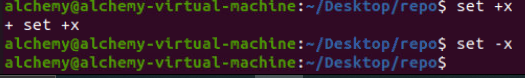 alchemy@alchemy-virtual-machine:~/Desktop/repo$ set +x
+ set +x
alchemy@alchemy-virtual-machine:~/Desktop/repo$ set -x
alchemy@alchemy-virtual-machine:~/Desktop/repo$